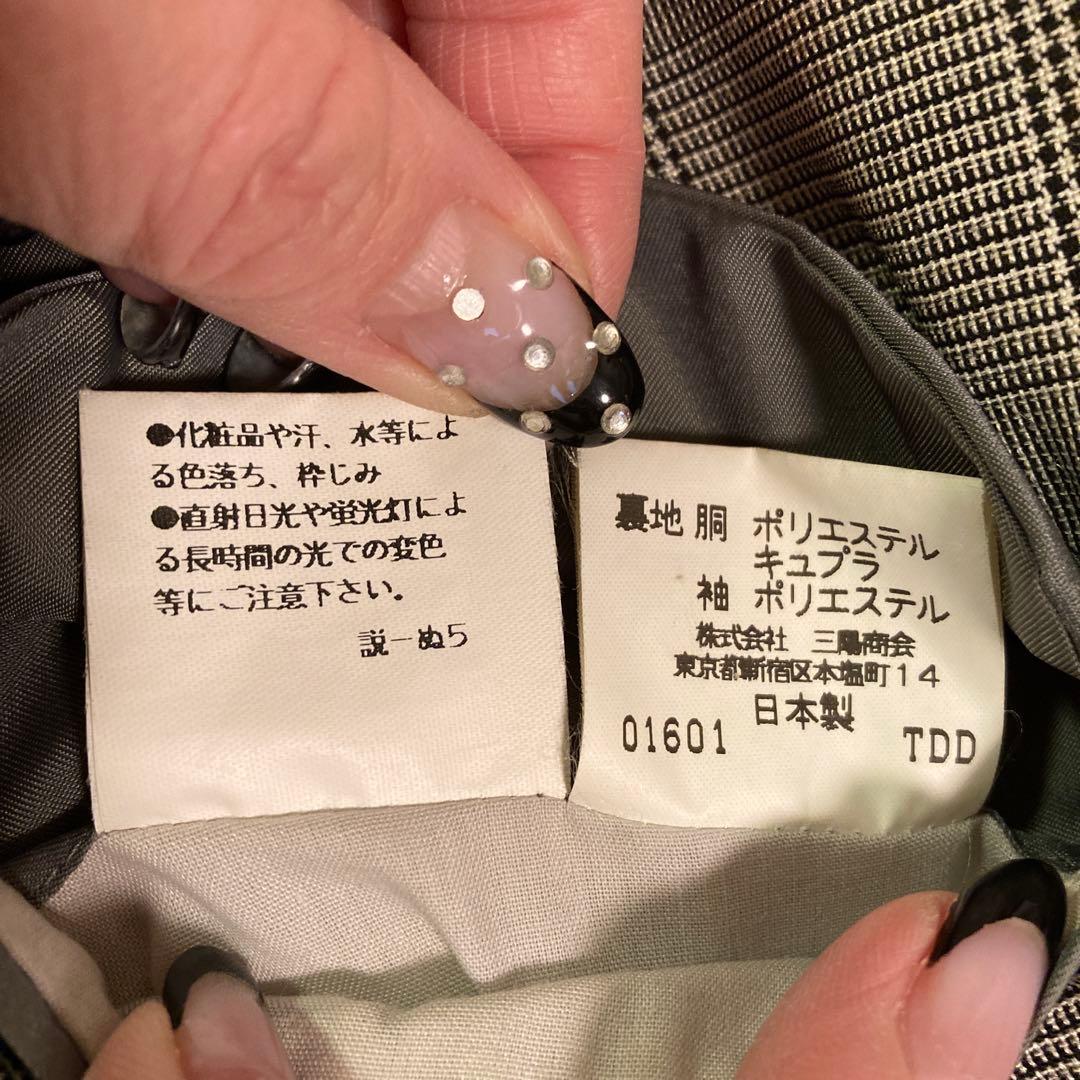 ●化粧品や汗、水等によ
る色落ち、枠じみ
●直射日光や蛍光灯によ
る長時間の光での変色
等にご注意下さい。
説ーぬ5
裏地 胴 ポリエステル
キュプラ
袖 ポリエステル
株式会社 三陽商会
東京都新宿区本塩町14
日本製
01601 TDD